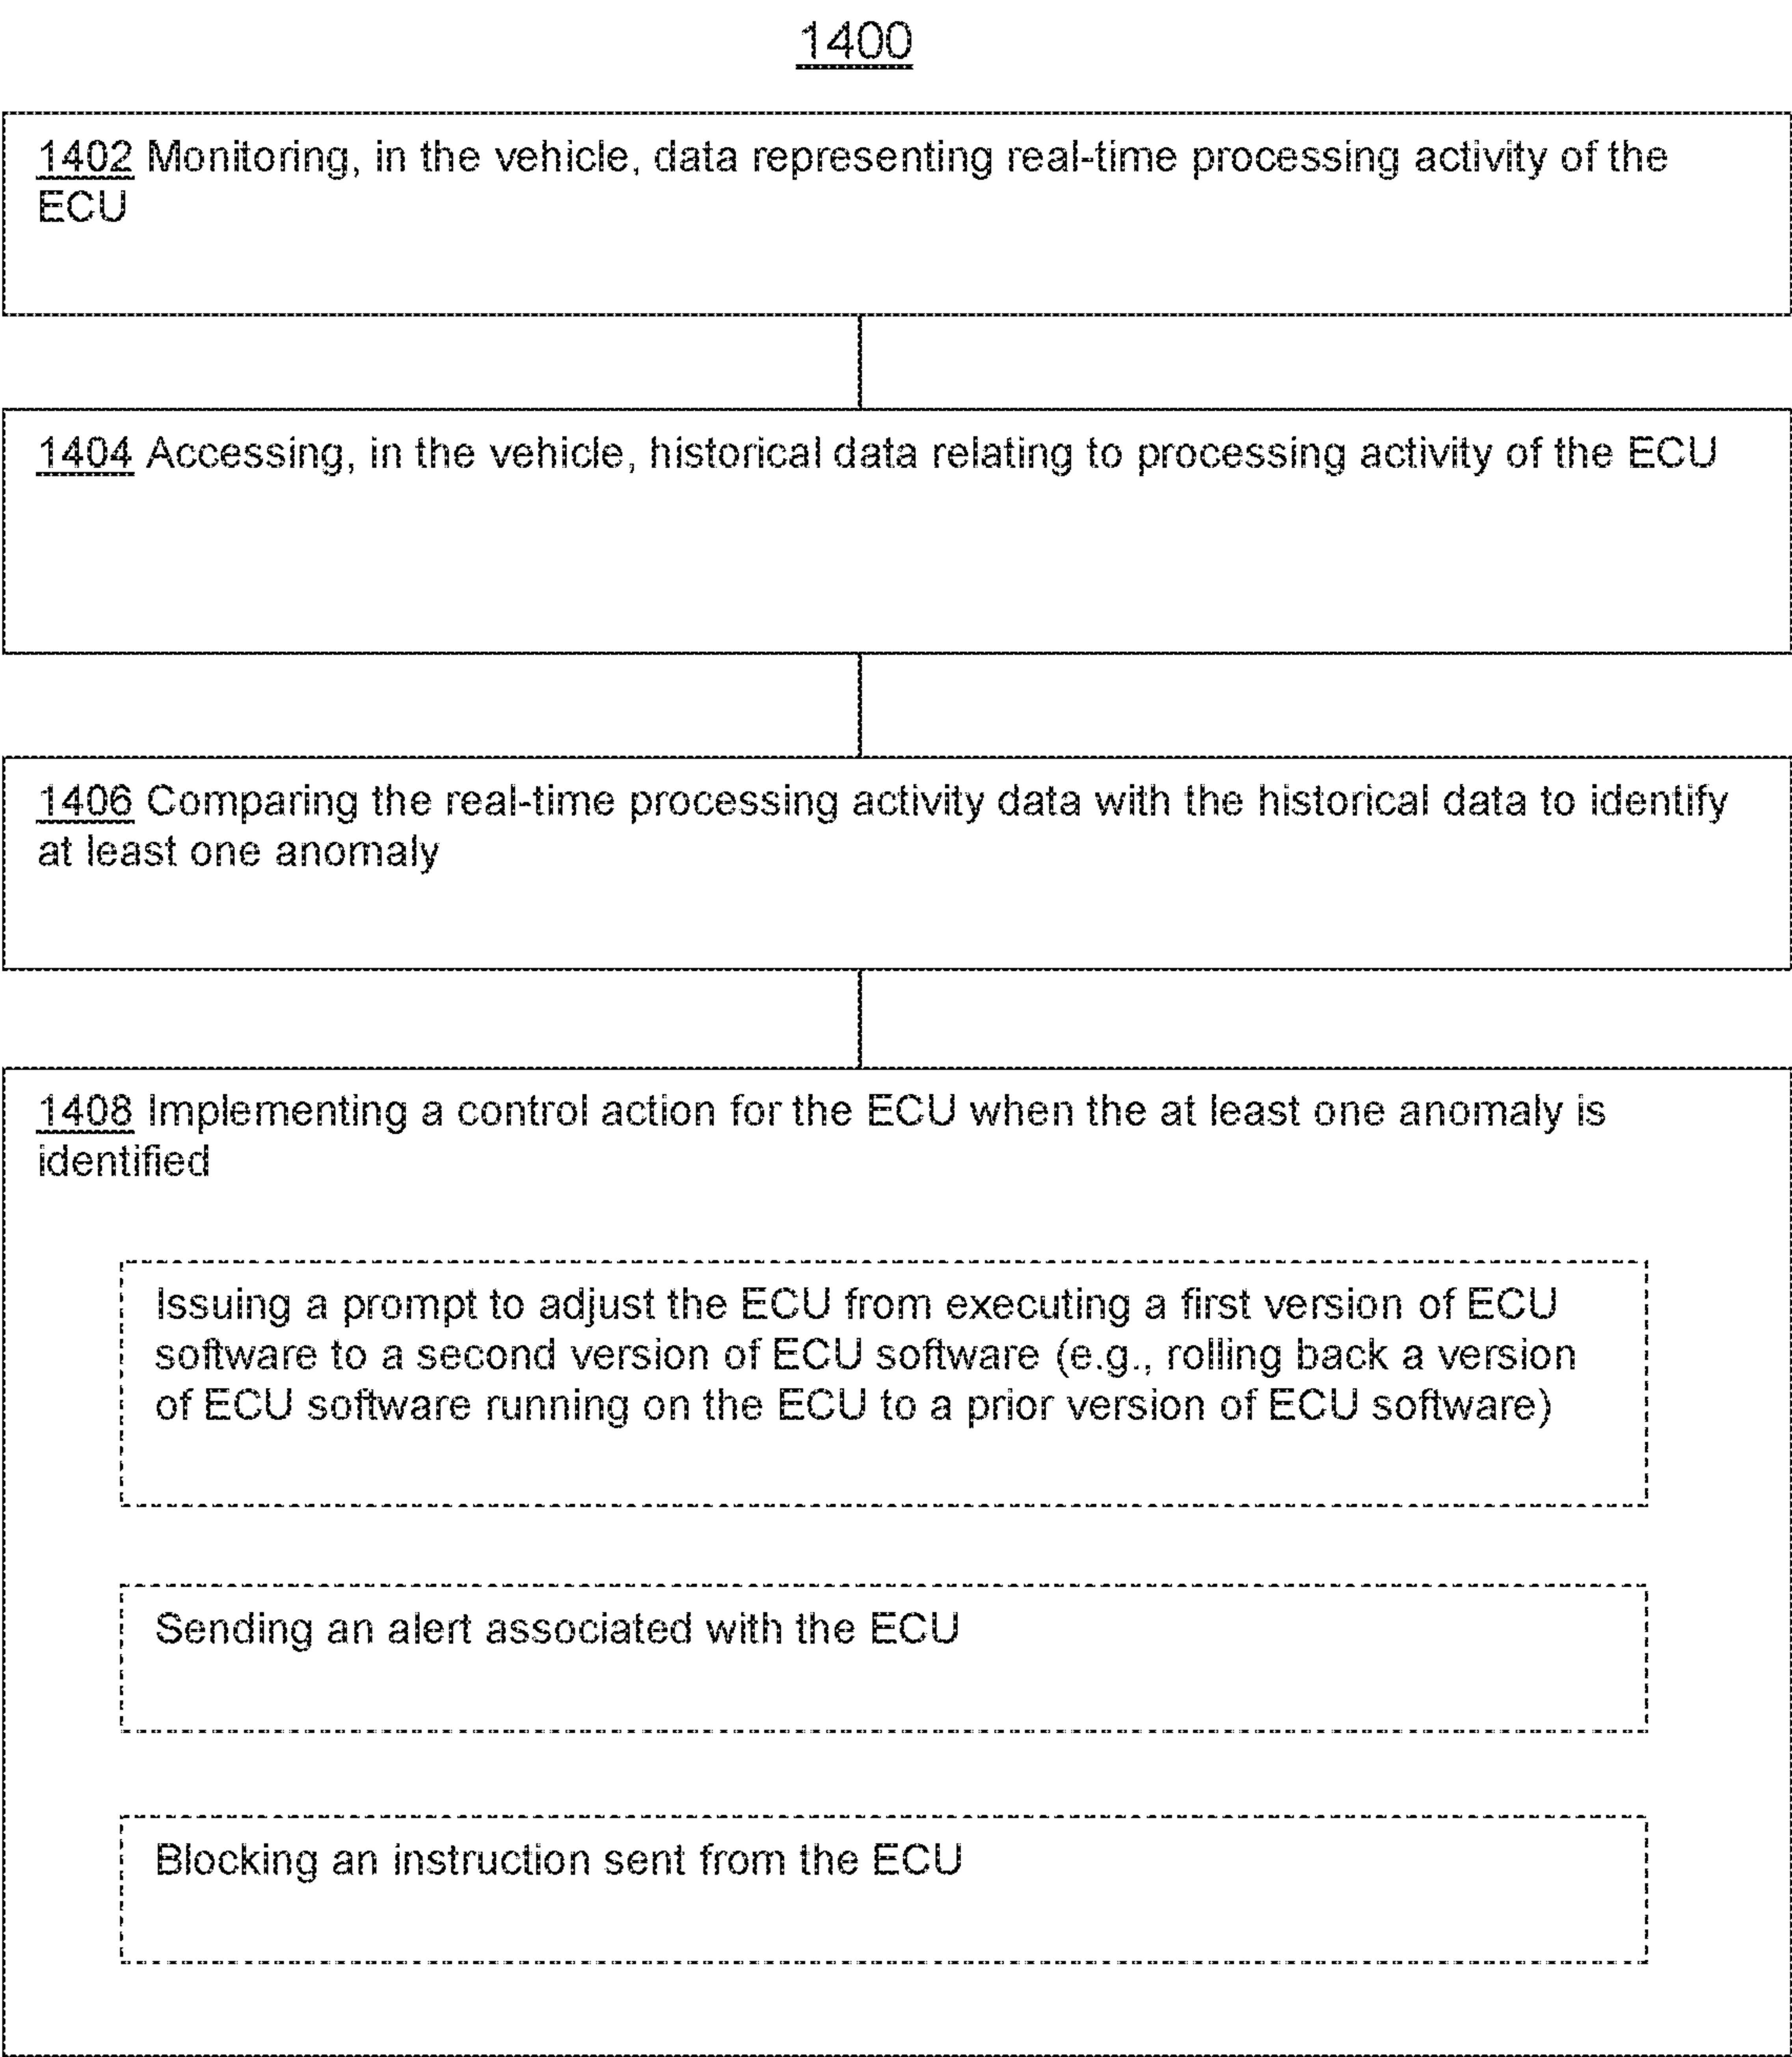 1400
1402 Monitoring, in the vehicle, data representing real-time processing activity of the
ECU
1404 Accessing, in the vehicle, historical data relating to processing activity of the ECU
1406 Comparing the real-time processing activity data with the historical data to identify
at least one anomaly
1408 Implementing a control action for the ECU when the at least one anomaly is
identified
Issuing a prompt to adjust the ECU from executing a first version of ECU
software to a second version of ECU software (e.g., rolling back a version
of ECU software running on the ECU to a prior version of ECU software)
Sending an alert associated with the ECU
Blocking an instruction sent from the ECU